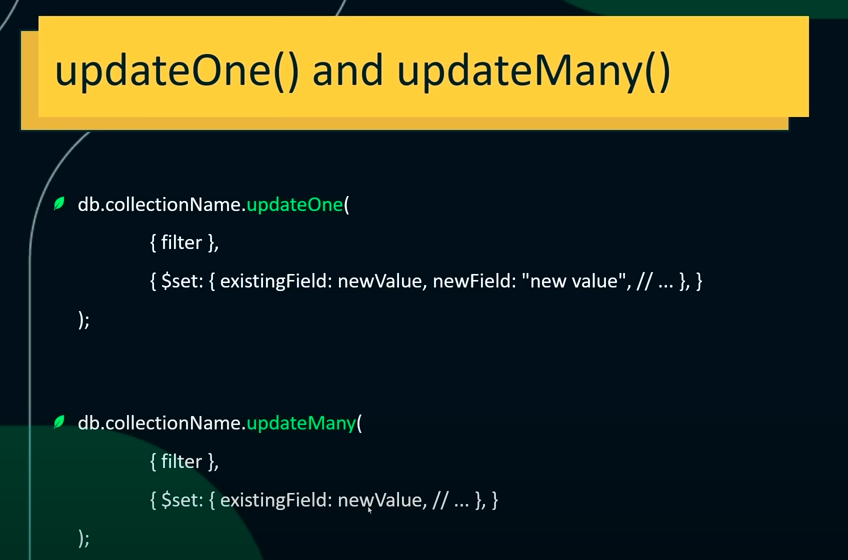 updateOne() and updateMany()
db.collectionName.updateOne(
{ filter },
{ $set: { existingField: newValue, newField: "new value", // ... }, }
);
db.collectionName.updateMany(
{ filter },
{ $set: { existingField: newValue, // ... }, }
);